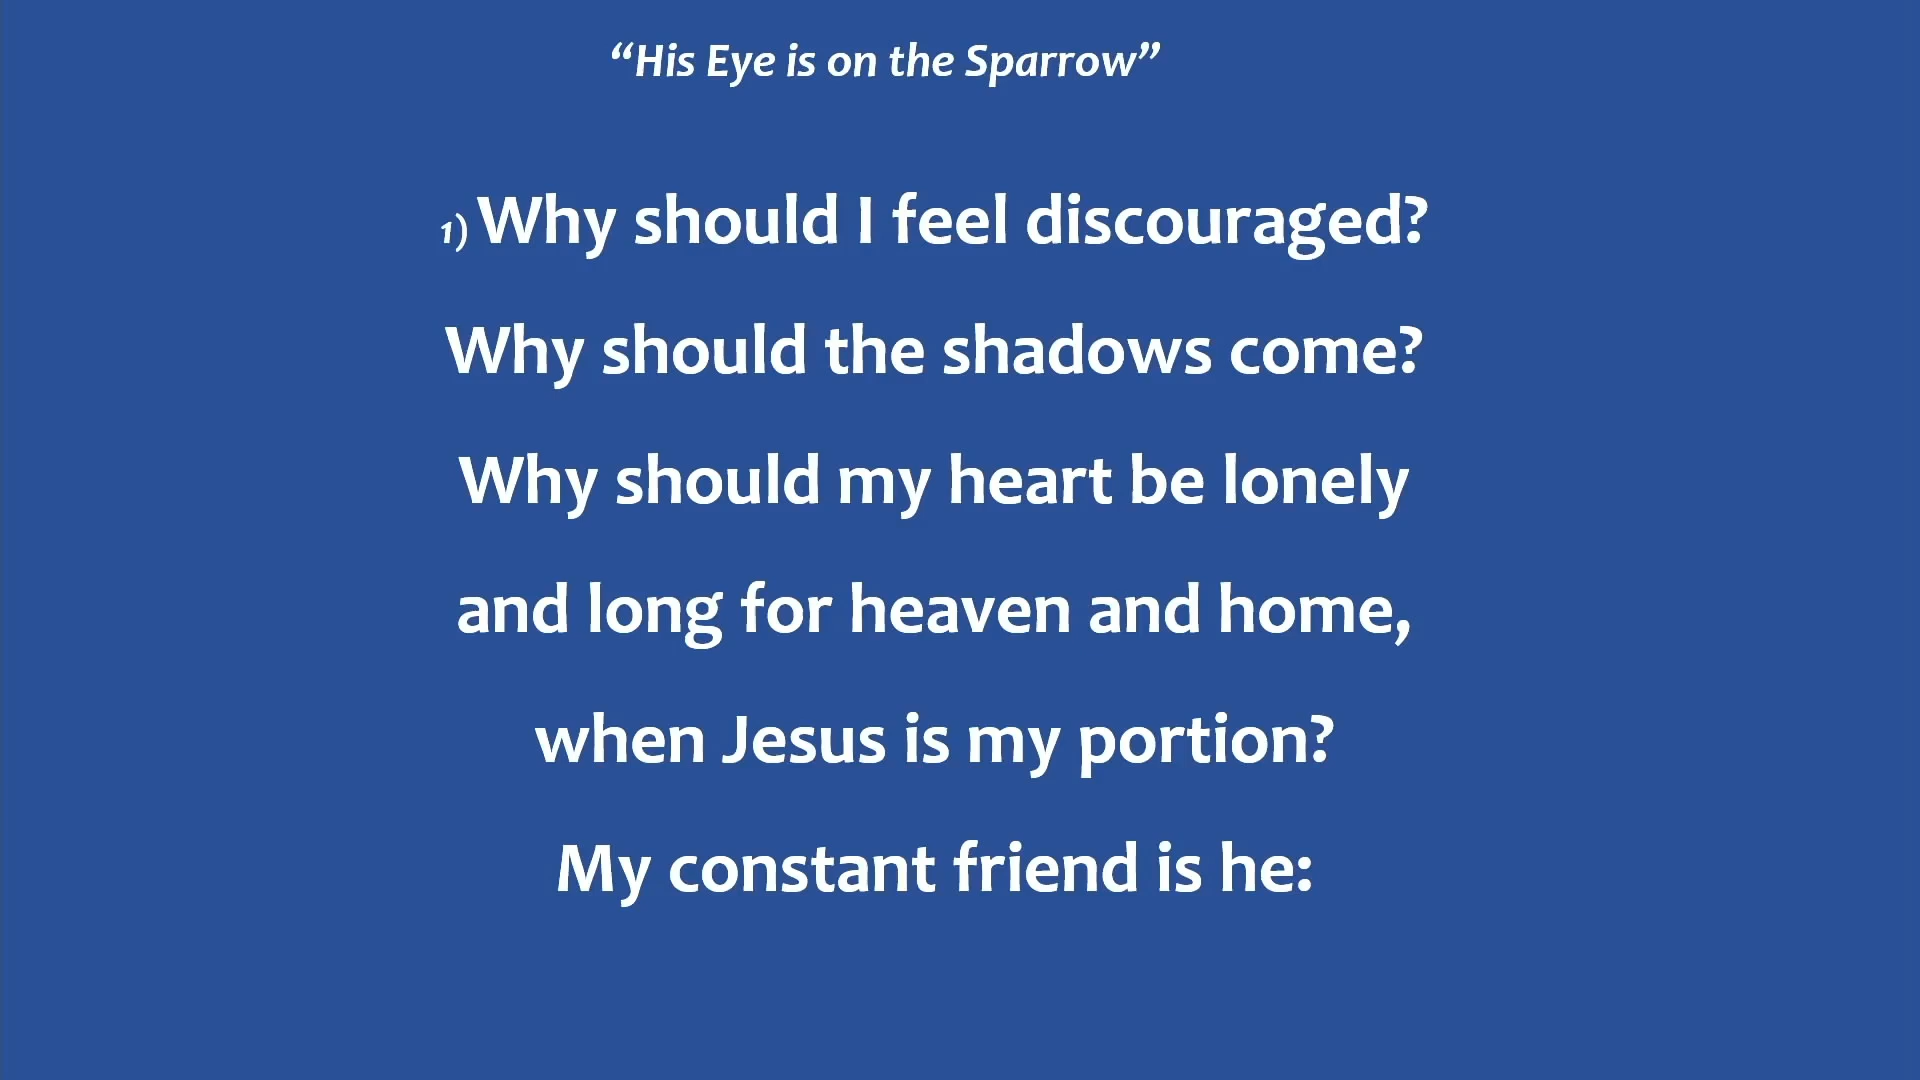 “His Eye is on the Sparrow”
1) Why should I feel discouraged?
Why should the shadows come?
Why should my heart be lonely
and long for heaven and home,
when Jesus is my portion?
My constant friend is he: